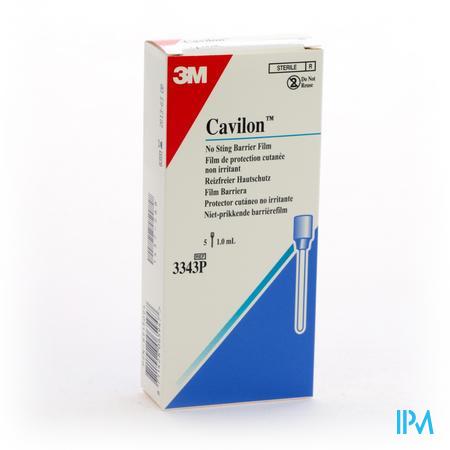 3M
STERILE R
Do Not
Reuse
Cavilon™
No Sting Barrier Film
Film de protection cutanée
non irritant
Reizfreier Hautschutz
Film Barriera
Protector cutáneo no irritante
Niet-prikkende barrièrefilm
5 1.0 mL
3343P REF
IPM